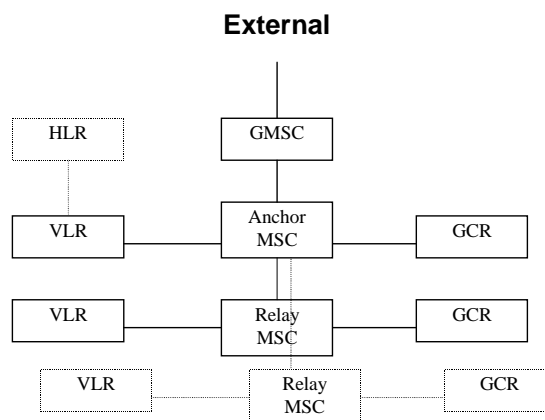 External
HLR
GMSC
VLR
Anchor
MSC
GCR
VLR
Relay
MSC
GCR
VLR
Relay
MSC
GCR